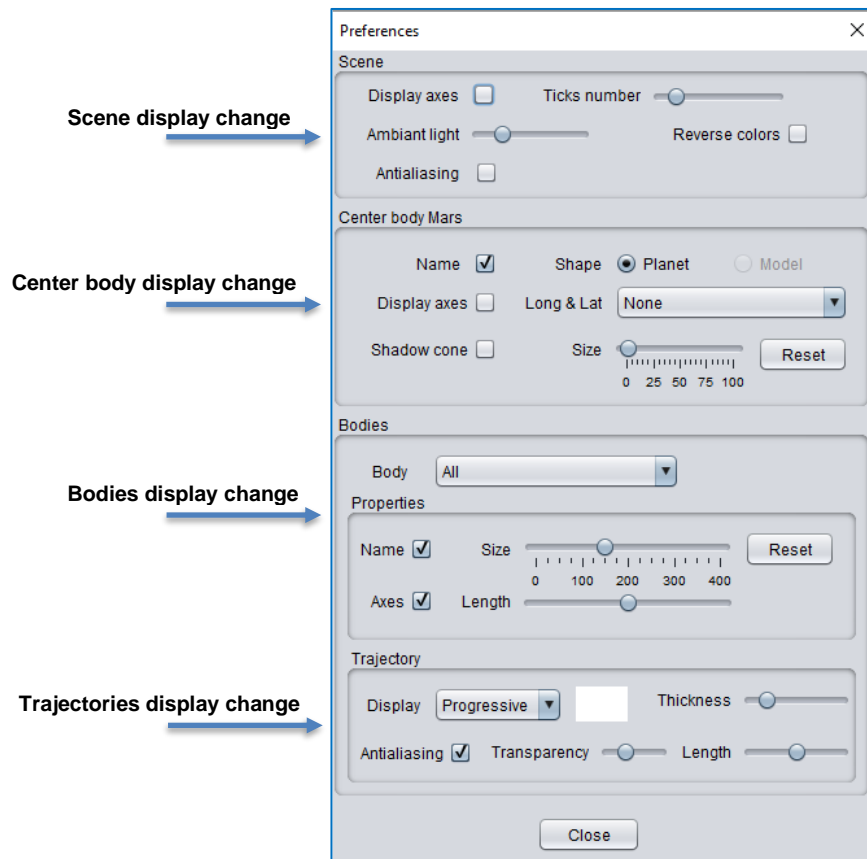 Preferences
Scene
Display axes Ticks number
Scene display change
Ambiant light Reverse colors
Antialiasing
Center body Mars
Name Shape Planet Model
Center body display change
Display axes Long & Lat None
Shadow cone Size Reset
0 25 50 75 100
Bodies
Body All
Bodies display change
Properties
Name Size Reset
0 100 200 300 400
Axes Length
Trajectory
Trajectories display change
Display Progressive Thickness
Antialiasing Transparency Length
Close